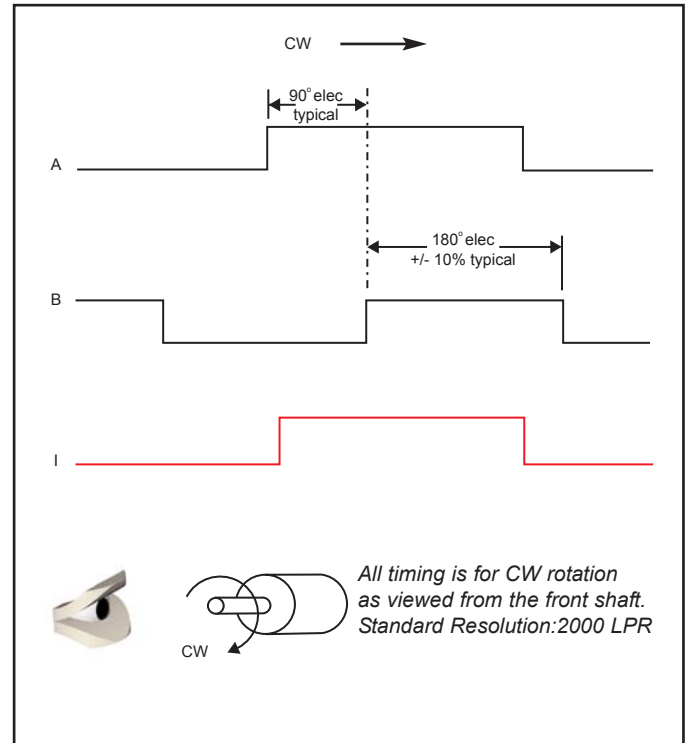 CW
90° elec
typical
A
180° elec
+/- 10% typical
B
I
All timing is for CW rotation
as viewed from the front shaft.
Standard Resolution:2000 LPR
CW